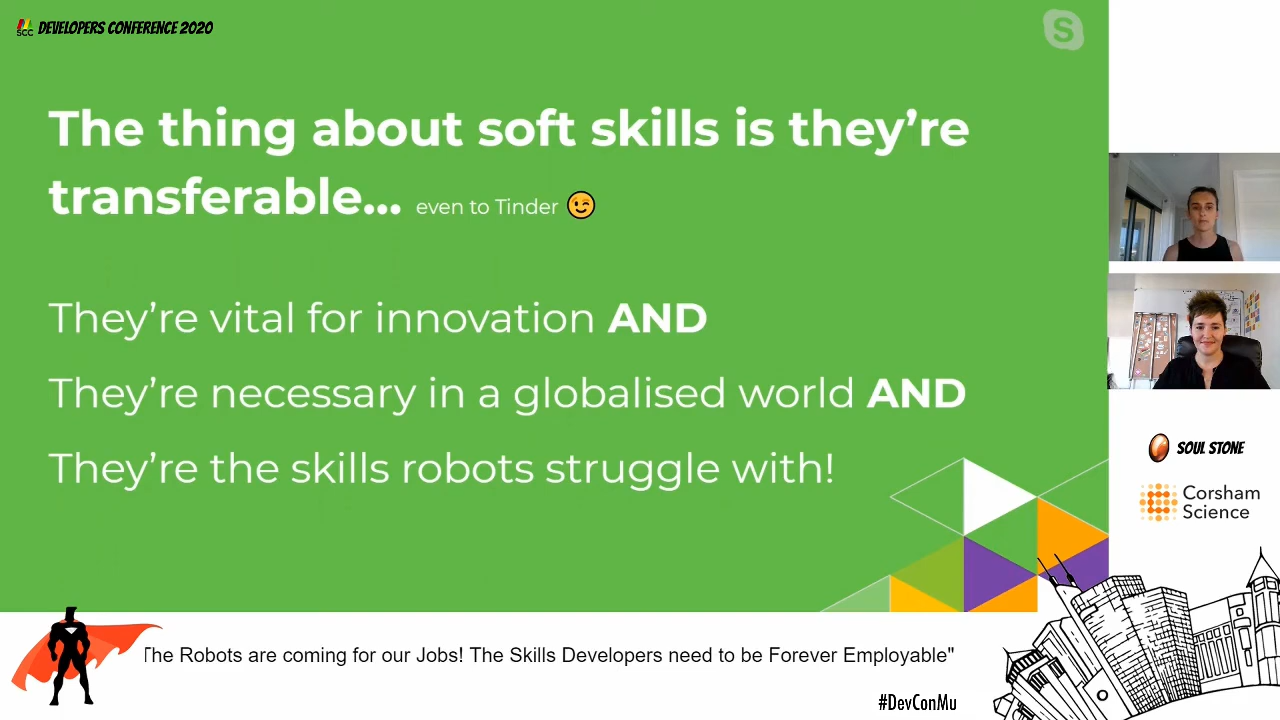 SCC DEVELOPERS CONFERENCE 2020
S
The thing about soft skills is they're
transferable... even to Tinder
They're vital for innovation AND
They're necessary in a globalised world AND
They're the skills robots struggle with!
SOUL STONE
Corsham
Science
The Robots are coming for our Jobs! The Skills Developers need to be Forever Employable"
#DevConMu